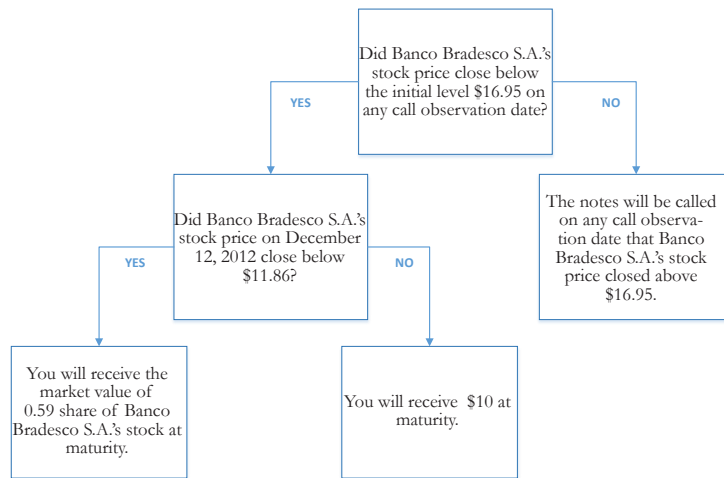 Did Banco Bradesco S.A.'s
stock price close below
the initial level $16.95 on
any call observation date?
YES
NO
Did Banco Bradesco S.A.'s
stock price on December
12, 2012 close below
$11.86?
The notes will be called
on any call observa-
tion date that Banco
Bradesco S.A.'s stock
price closed above
$16.95.
YES
NO
You will receive the
market value of
0.59 share of Banco
Bradesco S.A.'s stock at
maturity.
You will receive $10 at
maturity.